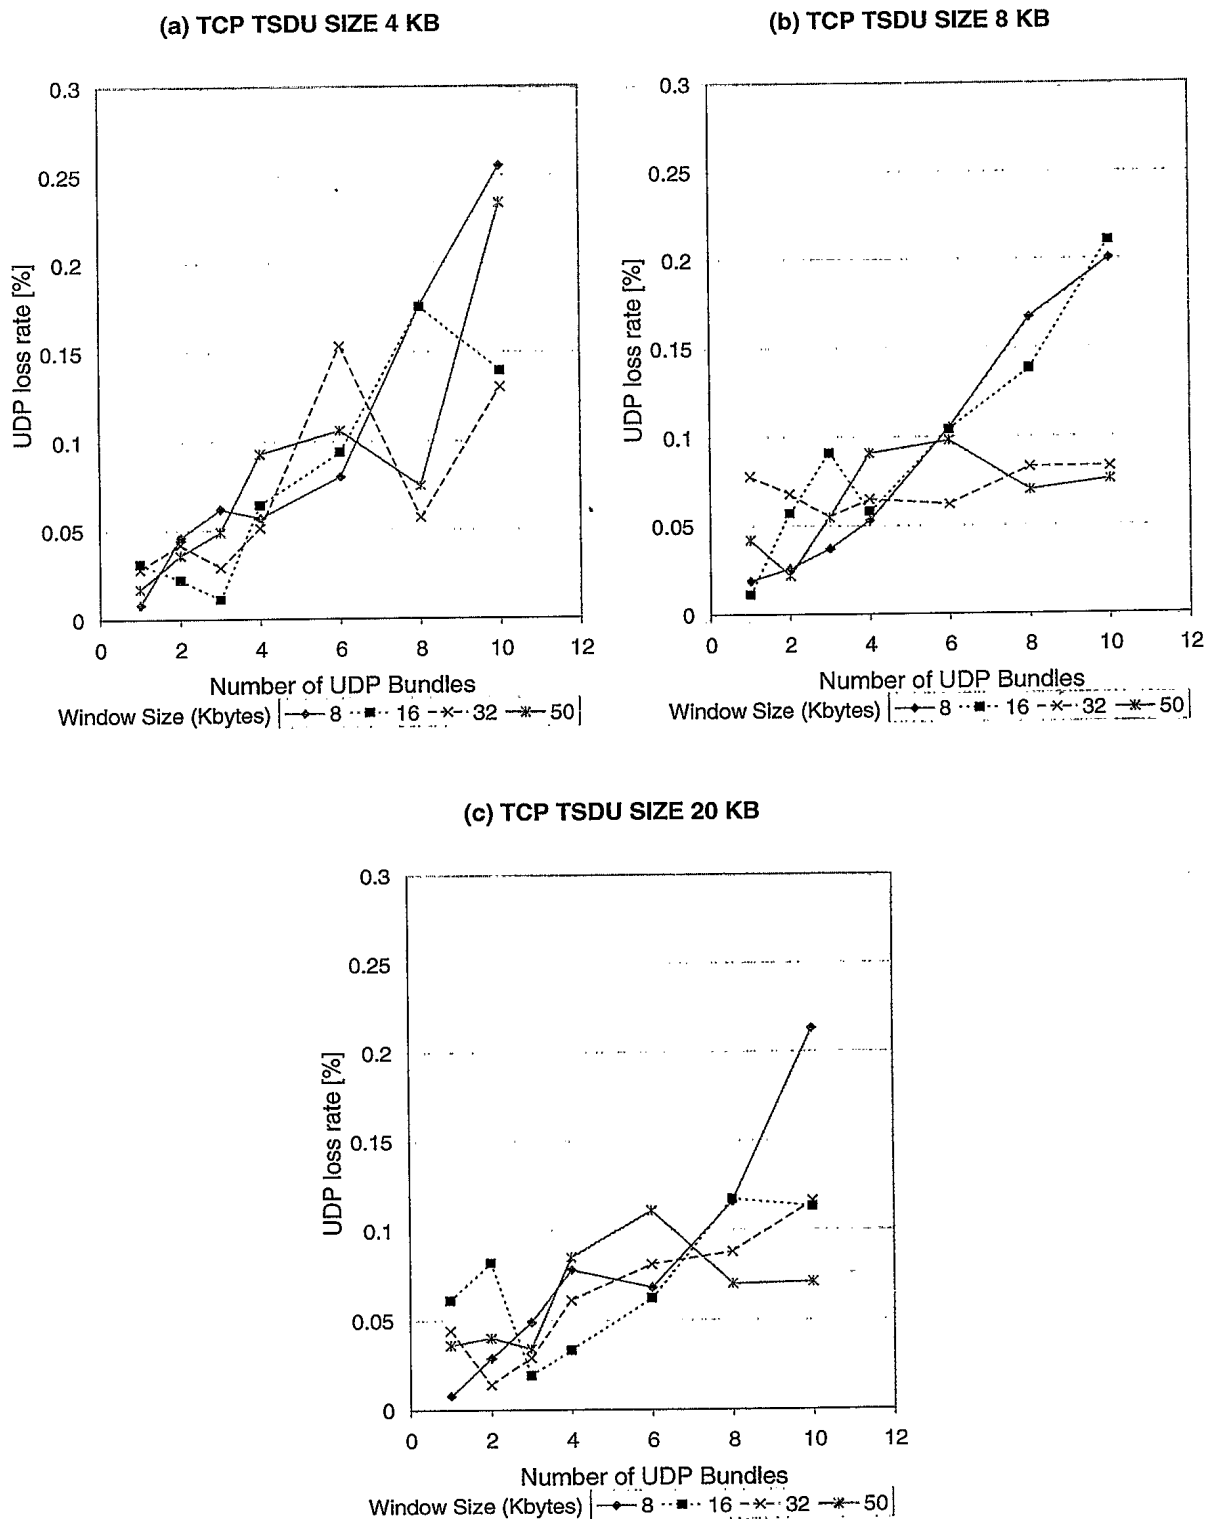 (a) TCP TSDU SIZE 4 KB
0.3
0.25
0.2
0.15
0.1
0.05
0
UDP loss rate [%]
0 2 4 6 8 10 12
Number of UDP Bundles
Window Size (Kbytes) 8 16 32 50
(b) TCP TSDU SIZE 8 KB
0.3
0.25
0.2
0.15
0.1
0.05
0
UDP loss rate [%]
0 2 4 6 8 10 12
Number of UDP Bundles
Window Size (Kbytes) 8 16 32 50
(c) TCP TSDU SIZE 20 KB
0.3
0.25
0.2
0.15
0.1
0.05
0
UDP loss rate [%]
0 2 4 6 8 10 12
Number of UDP Bundles
Window Size (Kbytes) 8 16 32 50